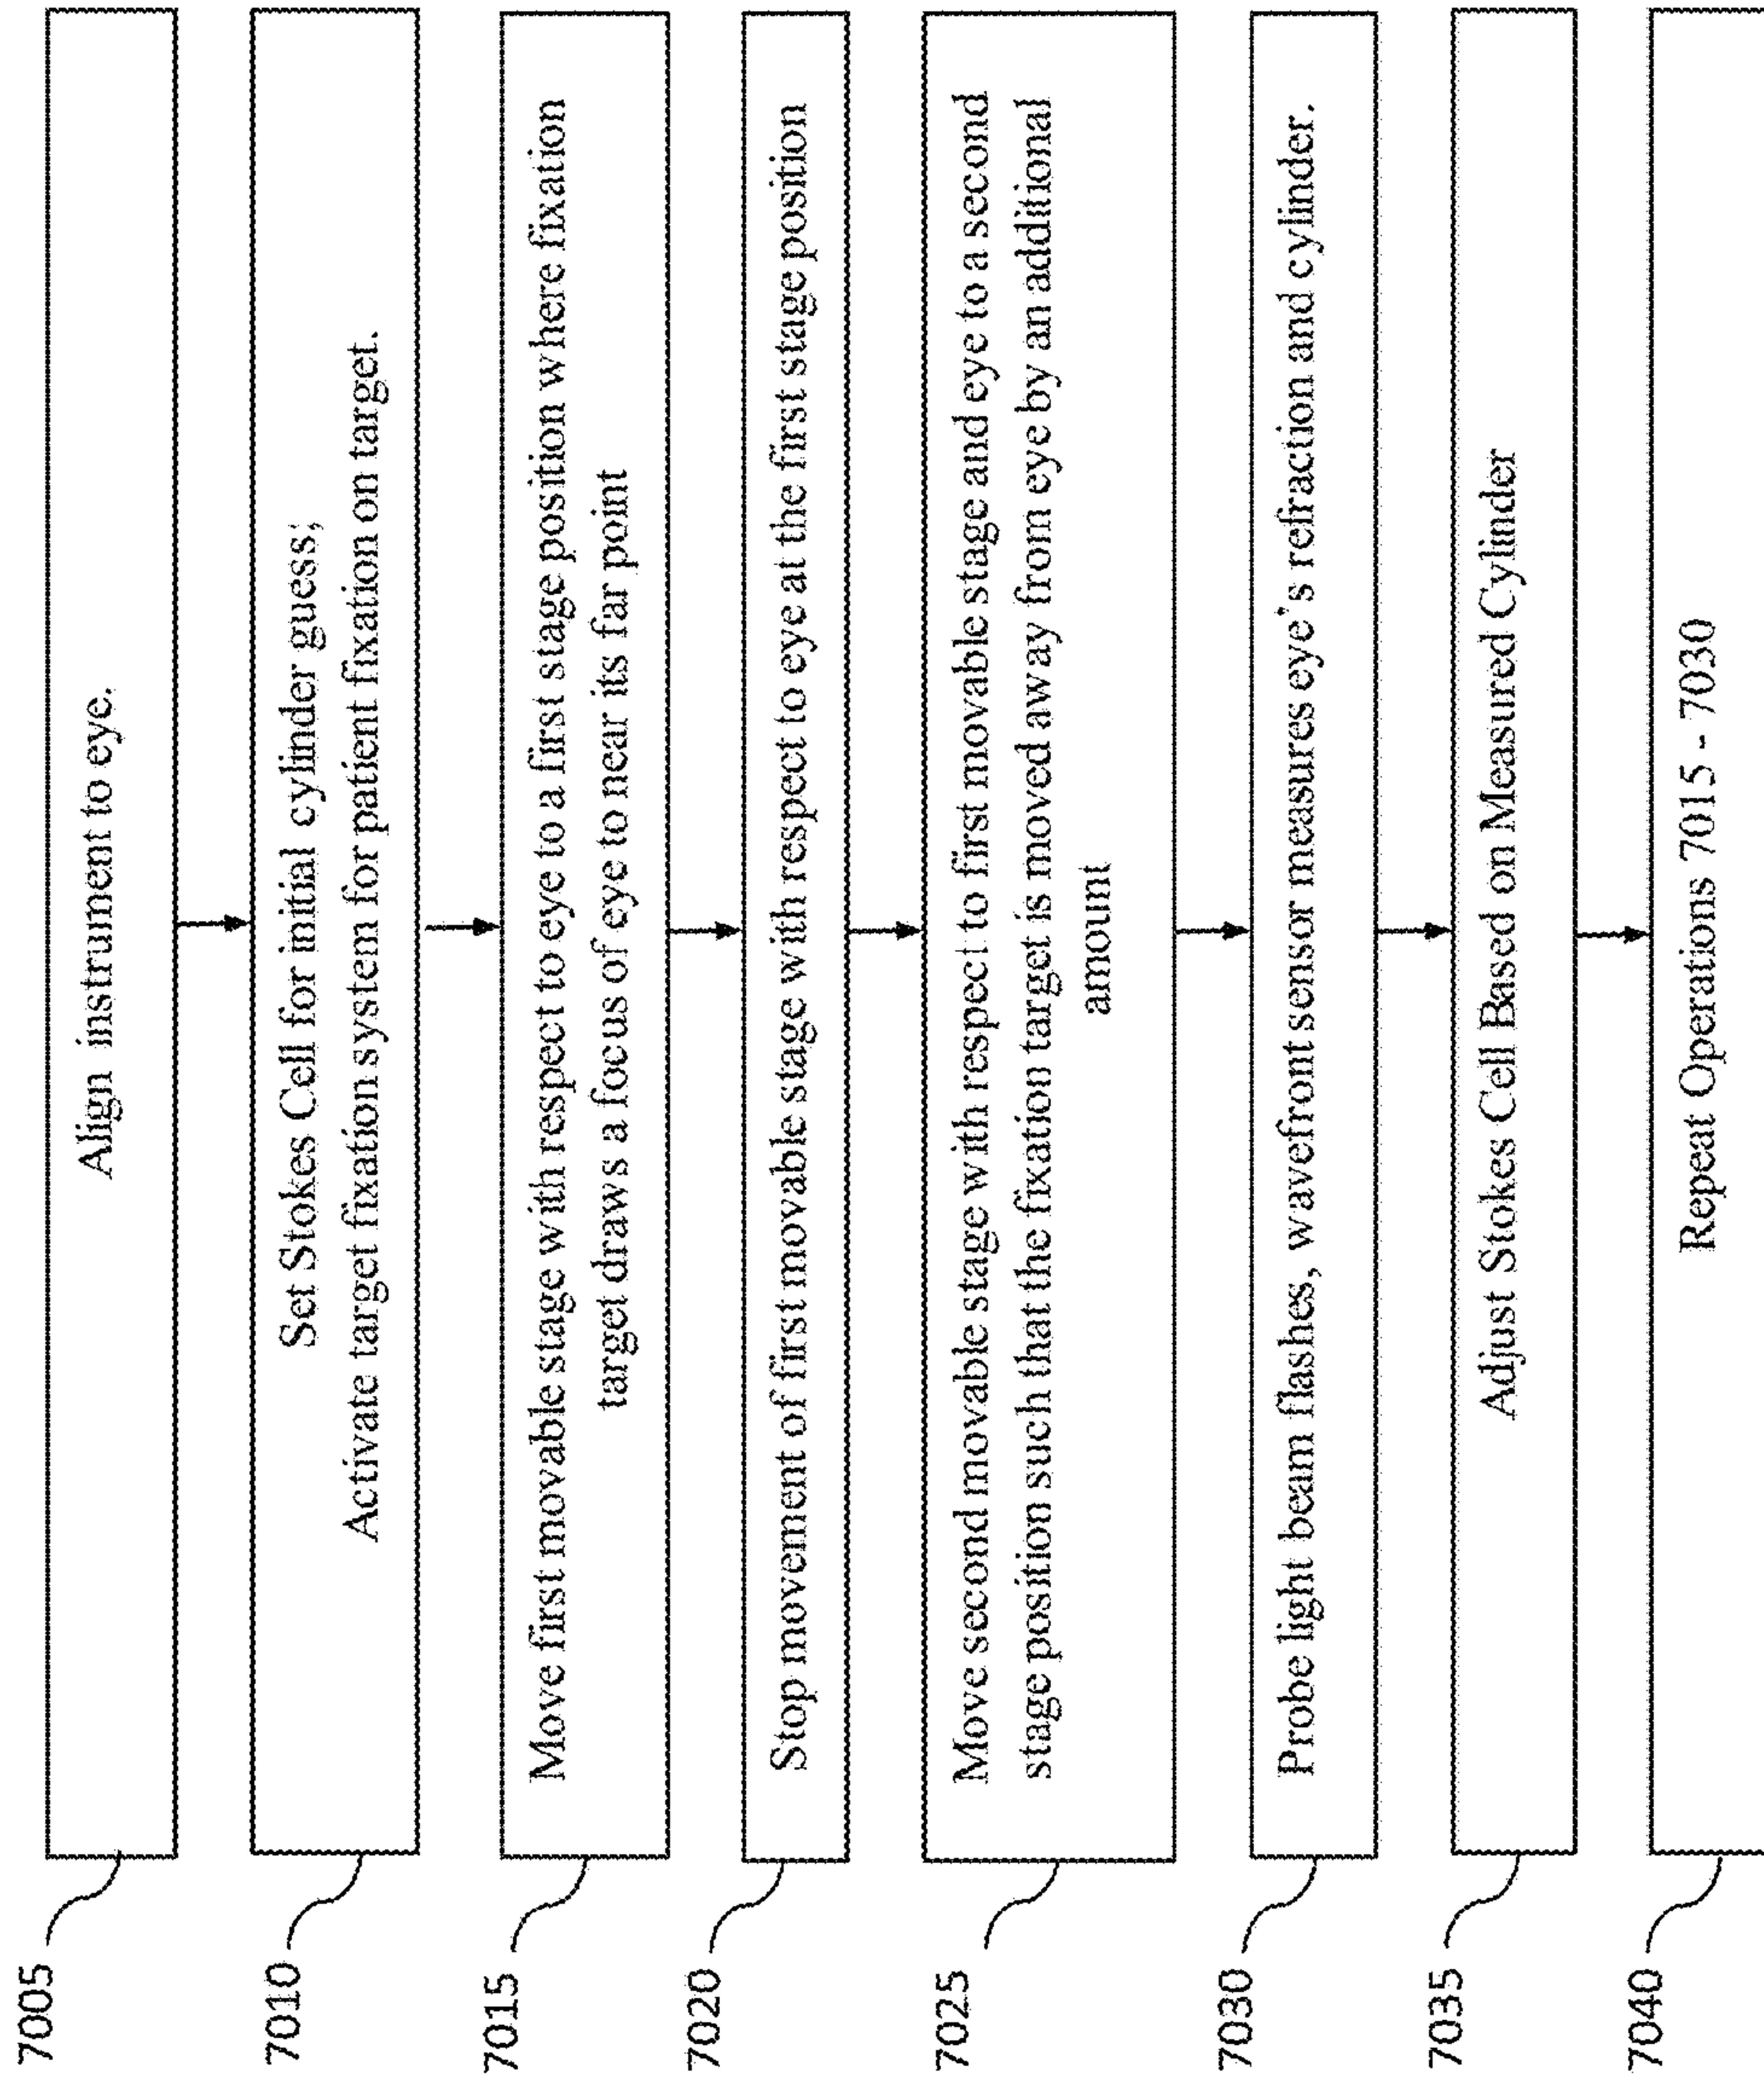 7005
Align instrument to eye.
7010
Set Stokes Cell for initial cylinder guess;
Activate target fixation system for patient fixation on target.
7015
Move first movable stage with respect to eye to a first stage position where fixation
target draws a focus of eye to near its far point
7020
Stop movement of first movable stage with respect to eye at the first stage position
7025
Move second movable stage with respect to first movable stage and eye to a second
stage position such that the fixation target is moved away from eye by an additional
amount
7030
Probe light beam flashes, wavefront sensor measures eye's refraction and cylinder.
7035
Adjust Stokes Cell Based on Measured Cylinder
7040
Repeat Operations 7015 - 7030